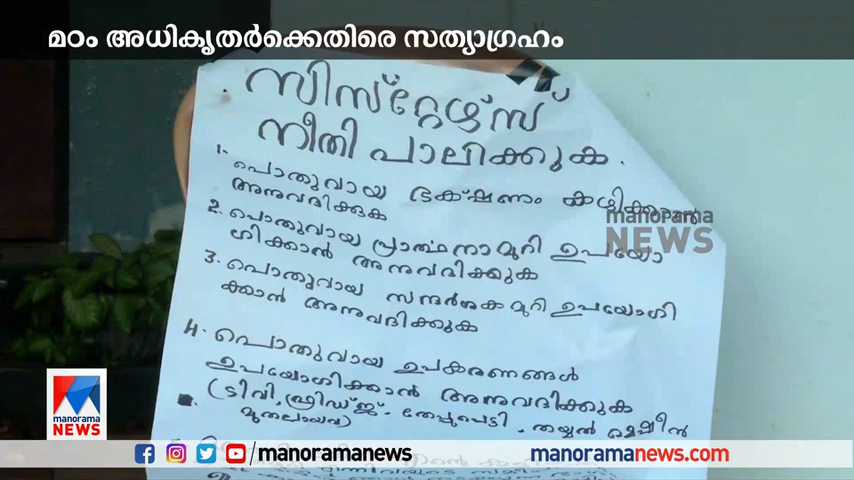 മഠം അധികൃതർക്കെതിരെ സത്യാഗ്രഹം
സിസ്റ്റേഴ്സ്
നീതി പാലിക്കുക.
1. പൊതുവായ ഭക്ഷണം കഴിക്കാൻ
അനുവദിക്കുക
2. പൊതുവായ പ്രാർത്ഥനാമുറി ഉപയോ
ഗിക്കാൻ അനുവദിക്കുക
3. പൊതുവായ സന്ദർശകമുറി ഉപയോഗി
ക്കാൻ അനുവദിക്കുക
4. പൊതുവായ ഉപകരണങ്ങൾ
ഉപയോഗിക്കാൻ അനുവദിക്കുക
(ടിവി, ഫ്രിഡ്ജ്, തേപ്പുപെട്ടി, തയ്യൽ മെഷീൻ
മുതലായവ)
manorama
NEWS
manorama
NEWS
manoramanews
manoramanews.com